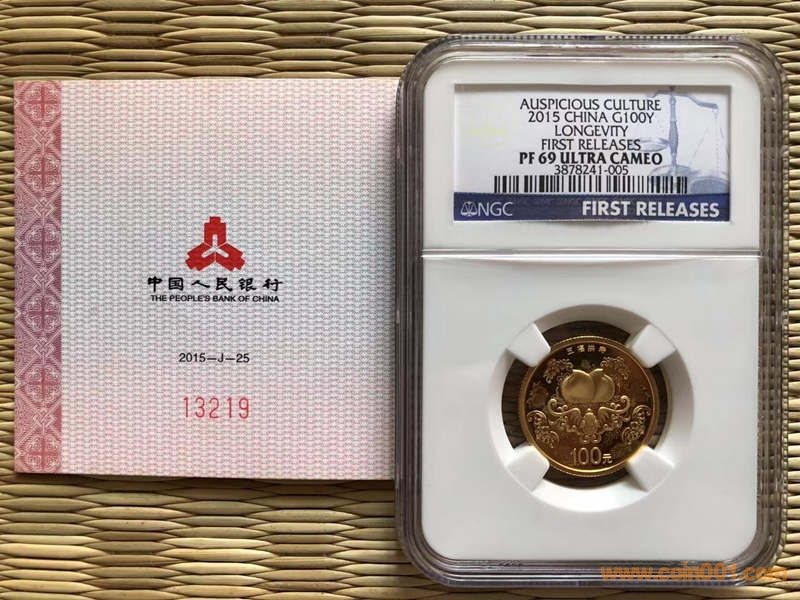 中国人民银行
THE PEOPLE'S BANK OF CHINA
2015-J-25
13219
AUSPICIOUS CULTURE
2015 CHINA G100Y
LONGEVITY
FIRST RELEASES
PF 69 ULTRA CAMEO
3878241-005
NGC
FIRST RELEASES
100元
www.coin001.com